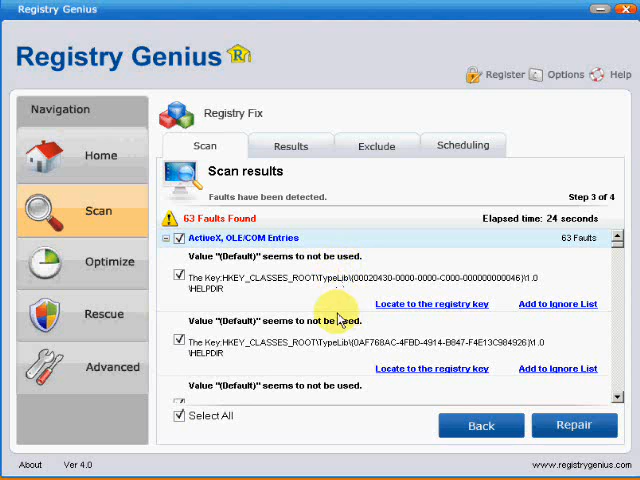 Registry Genius
Registry Genius R
Register Options Help
Navigation
Home
Scan
Optimize
Rescue
Advanced
Registry Fix
Scan Results Exclude Scheduling
Scan results
Faults have been detected. Step 3 of 4
63 Faults Found Elapsed time: 24 seconds
ActiveX, OLE/COM Entries 63 Faults
Value "(Default)" seems to not be used.
The Key:HKEY_CLASSES_ROOT\TypeLib\{00020430-0000-0000-C000-000000000046}\1.0
\HELPDIR
Locate to the registry key Add to Ignore List
Value "(Default)" seems to not be used.
The Key:HKEY_CLASSES_ROOT\TypeLib\{0AF768AC-4FBD-4914-B847-F4E13C984926}\1.0
\HELPDIR
Locate to the registry key Add to Ignore List
Value "(Default)" seems to not be used.
Select All
Back Repair
About Ver 4.0 www.registrygenius.com